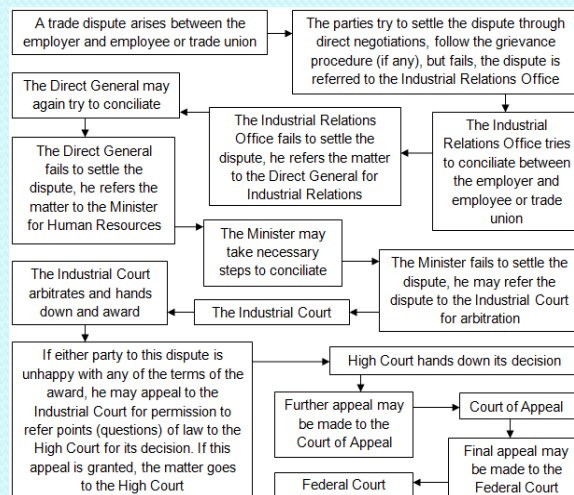 A trade dispute arises between the
employer and employee or trade union
The parties try to settle the dispute through
direct negotiations, follow the grievance
procedure (if any), but fails, the dispute is
referred to the Industrial Relations Office
The Industrial
Relations Office tries
to conciliate between
the employer and
employee or trade
union
The Industrial Relations
Office fails to settle the
dispute, he refers the matter
to the Direct General for
Industrial Relations
The Direct General may
again try to conciliate
The Direct General
fails to settle the
dispute, he refers the
matter to the Minister
for Human Resources
The Minister may
take necessary
steps to conciliate
The Minister fails to settle the
dispute, he may refer the
dispute to the Industrial Court
for arbitration
The Industrial Court
The Industrial Court
arbitrates and hands
down and award
If either party to this dispute is
unhappy with any of the terms of the
award, he may appeal to the
Industrial Court for permission to
refer points (questions) of law to the
High Court for its decision. If this
appeal is granted, the matter goes
to the High Court
High Court hands down its decision
Further appeal may
be made to the
Court of Appeal
Court of Appeal
Final appeal may
be made to the
Federal Court
Federal Court